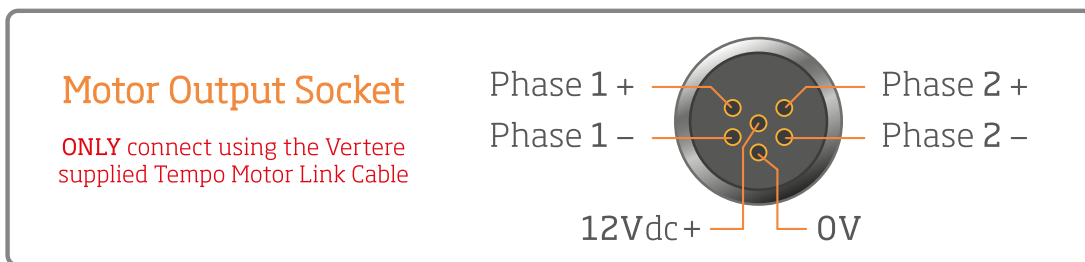 Motor Output Socket
ONLY connect using the Vertere
supplied Tempo Motor Link Cable
Phase 1 +
Phase 1 –
Phase 2 +
Phase 2 –
12Vdc+
0V